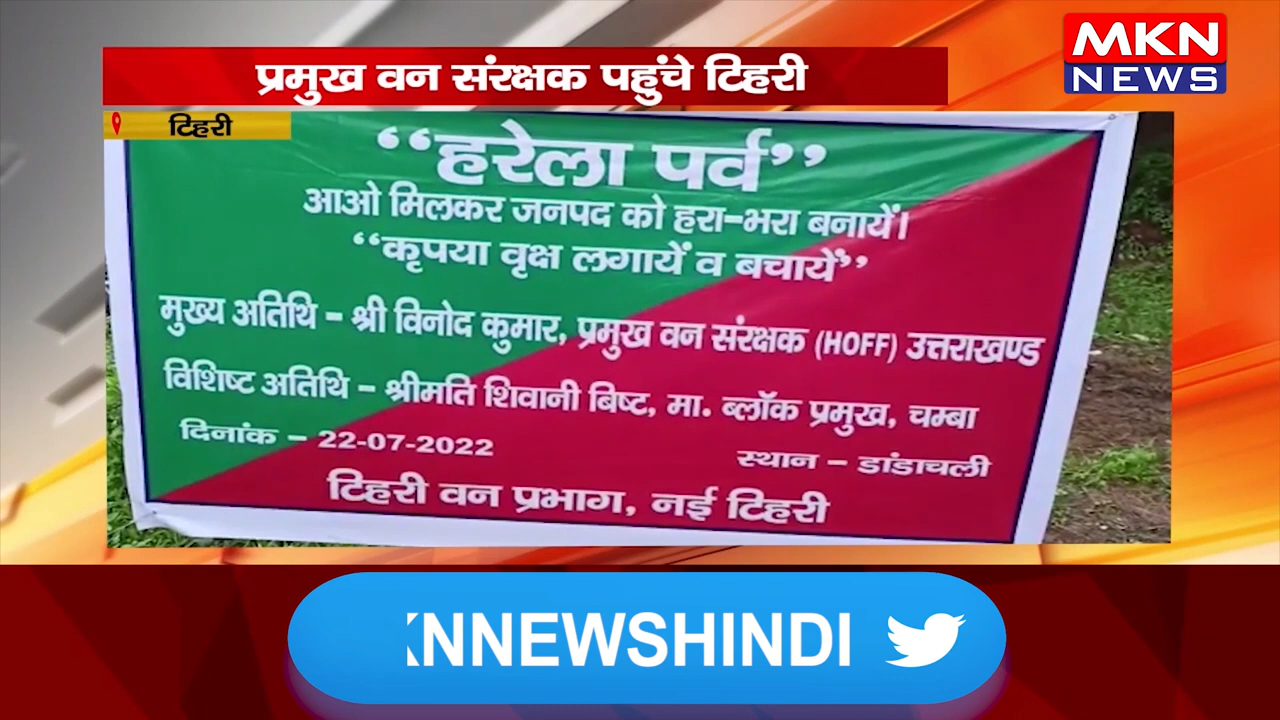 प्रमुख वन संरक्षक पहुंचे टिहरी
MKN
NEWS
टिहरी
“हरेला पर्व”
आओ मिलकर जनपद को हरा-भरा बनायें।
“कृपया वृक्ष लगायें व बचायें”
मुख्य अतिथि - श्री विनोद कुमार, प्रमुख वन संरक्षक (HOFF) उत्तराखण्ड
विशिष्ट अतिथि - श्रीमति शिवानी बिष्ट, मा. ब्लॉक प्रमुख, चम्बा
दिनांक - 22-07-2022
स्थान - डांडाचली
टिहरी वन प्रभाग, नई टिहरी
KNNEWSHINDI